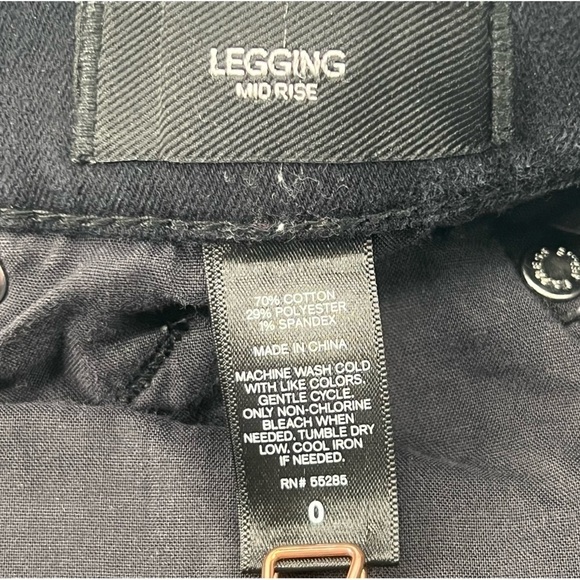 LEGGING
MID RISE
70% COTTON
29% POLYESTER
1% SPANDEX
MADE IN CHINA
MACHINE WASH COLD
WITH LIKE COLORS,
GENTLE CYCLE.
ONLY NON-CHLORINE
BLEACH WHEN
NEEDED. TUMBLE DRY
LOW. COOL IRON
IF NEEDED.
RN# 55285
0